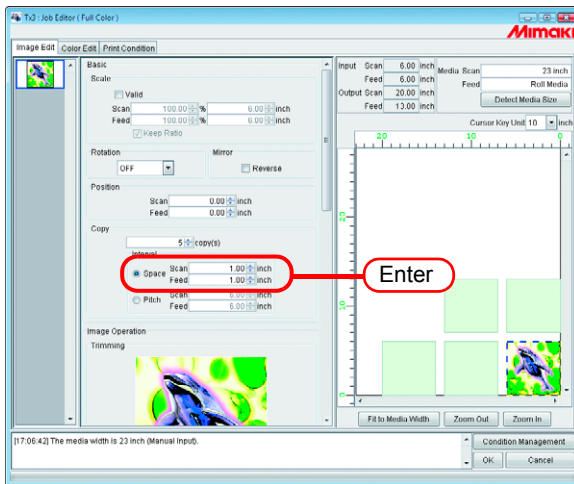 Tx3 : Job Editor ( Full Color )
Mimaki
Image Edit Color Edit Print Condition
Basic
Scale
Valid
Scan 100.00 % 6.00 inch
Feed 100.00 % 6.00 inch
Keep Ratio
Rotation
OFF
Mirror
Reverse
Position
Scan 0.00 inch
Feed 0.00 inch
Copy
5 copy(s)
Interval
Space Scan 1.00 inch
Feed 1.00 inch
Pitch Scan 6.00 inch
Feed 6.00 inch
Image Operation
Trimming
Enter
Input Scan 6.00 inch
Feed 6.00 inch
Output Scan 20.00 inch
Feed 13.00 inch
Media Scan 23 inch
Feed Roll Media
Detect Media Size
Cursor Key Unit 10 inch
20 10 0
20
10
0
Fit to Media Width Zoom Out Zoom In
[17:06:42] The media width is 23 inch (Manual Input).
Condition Management
OK Cancel